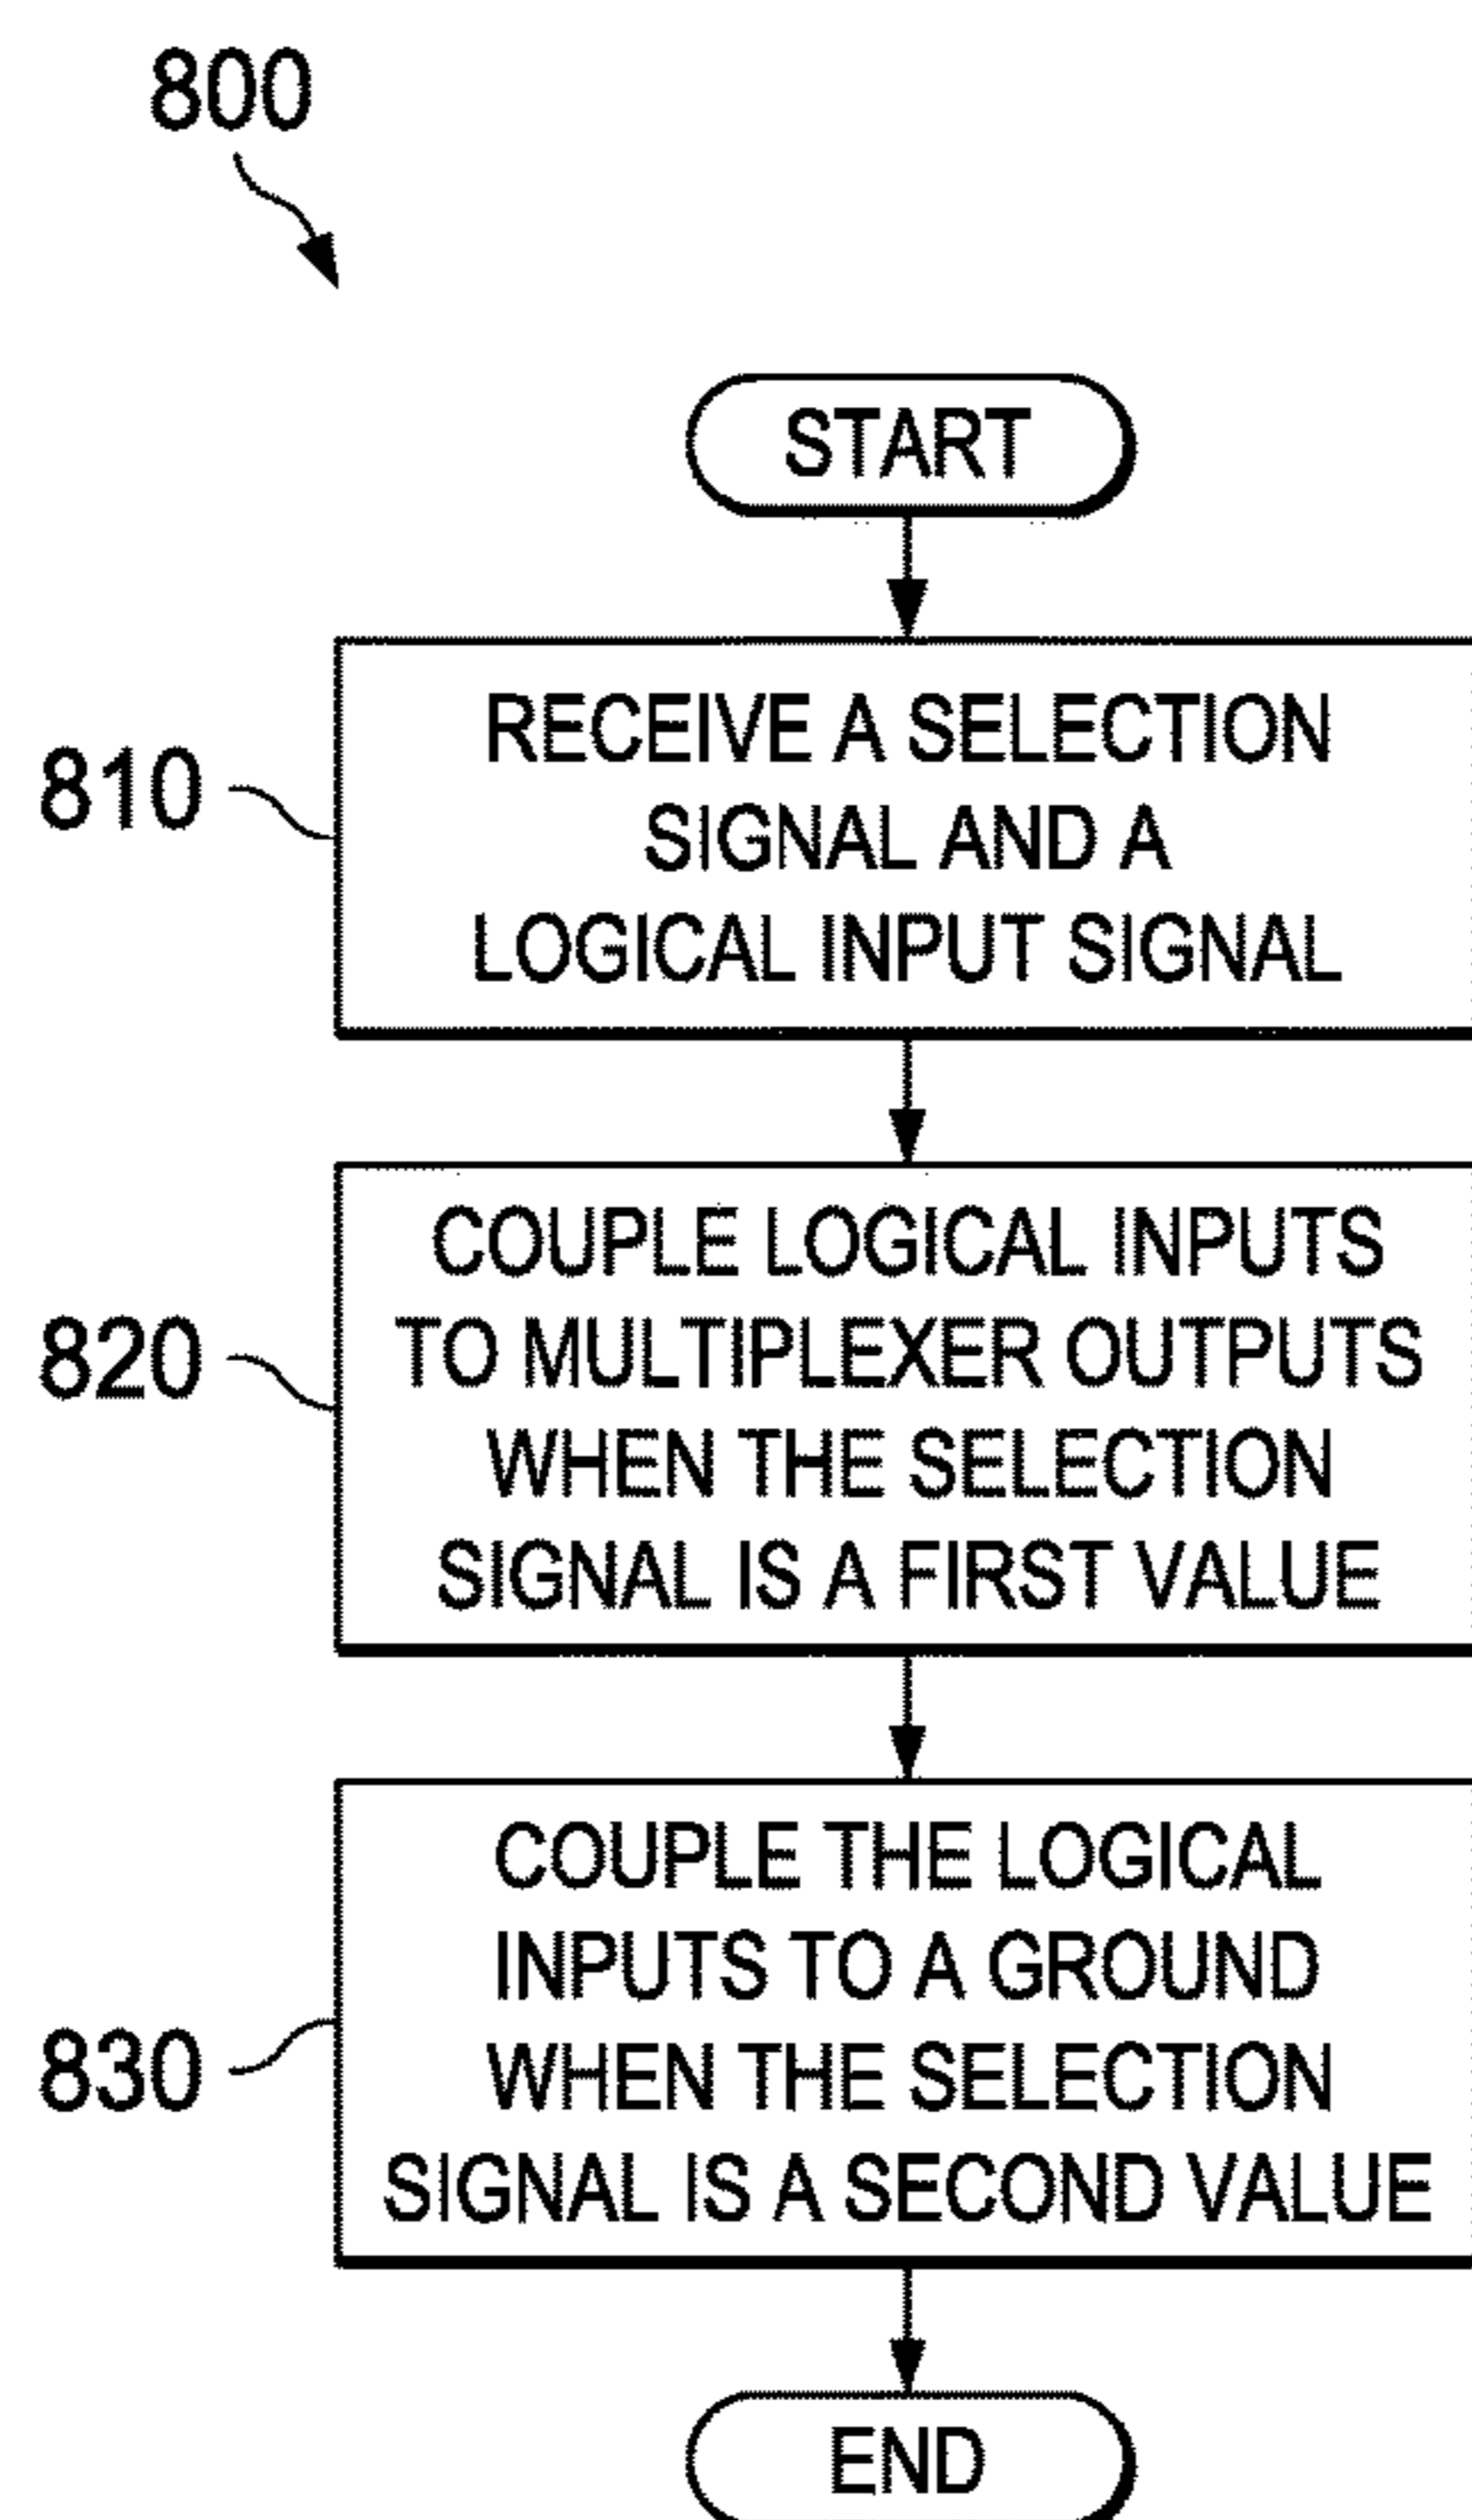 800
START
810
RECEIVE A SELECTION
SIGNAL AND A
LOGICAL INPUT SIGNAL
820
COUPLE LOGICAL INPUTS
TO MULTIPLEXER OUTPUTS
WHEN THE SELECTION
SIGNAL IS A FIRST VALUE
830
COUPLE THE LOGICAL
INPUTS TO A GROUND
WHEN THE SELECTION
SIGNAL IS A SECOND VALUE
END